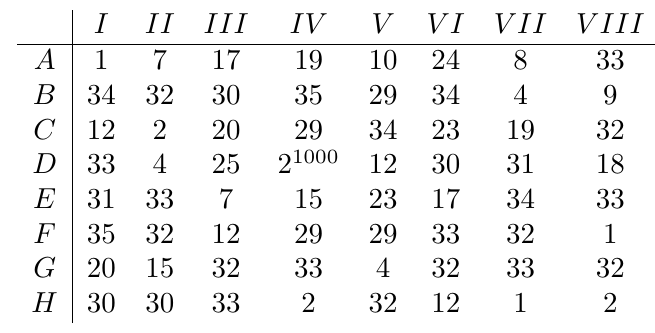 I II III IV V VI VII VIII
A 1 7 17 19 10 24 8 33
B 34 32 30 35 29 34 4 9
C 12 2 20 29 34 23 19 32
D 33 4 25 2^1000 12 30 31 18
E 31 33 7 15 23 17 34 33
F 35 32 12 29 29 33 32 1
G 20 15 32 33 4 32 33 32
H 30 30 33 2 32 12 1 2